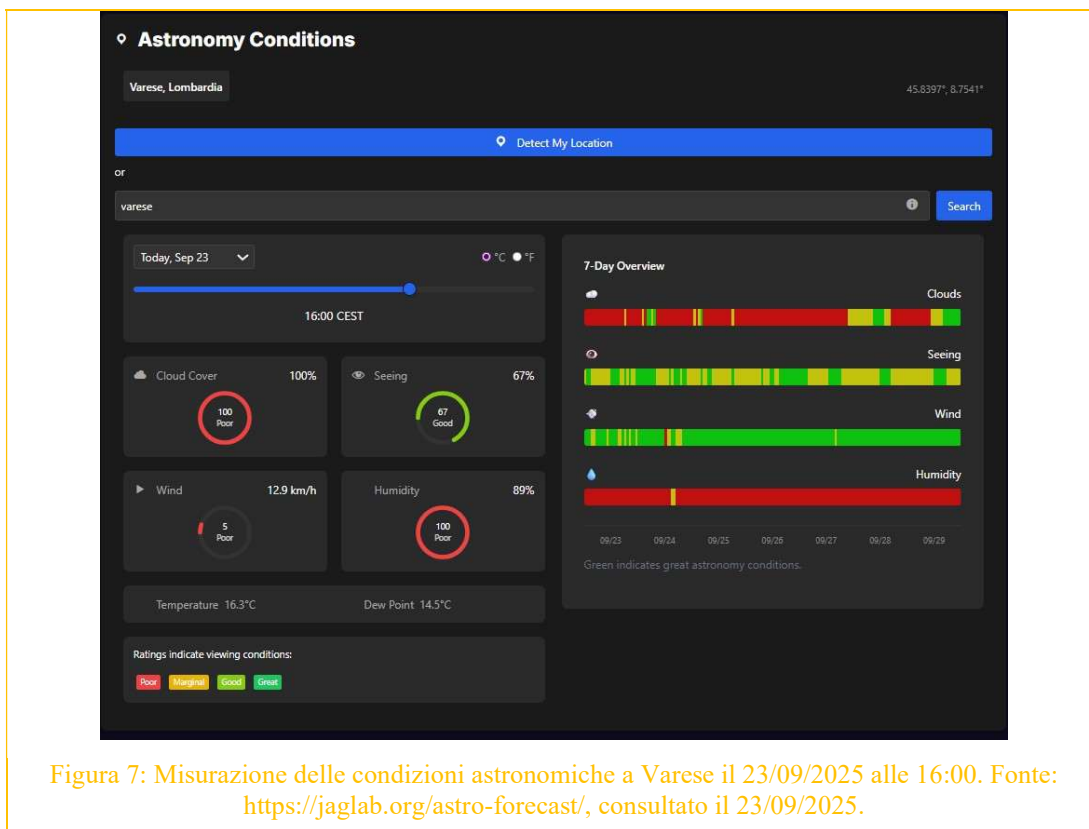 Astronomy Conditions
Varese, Lombardia
45.8397°, 8.7541°
Detect My Location
or
varese
Search
Today, Sep 23
°C °F
16:00 CEST
Cloud Cover 100%
100
Poor
Seeing 67%
67
Good
Wind 12.9 km/h
5
Poor
Humidity 89%
100
Poor
Temperature 16.3°C
Dew Point 14.5°C
Ratings indicate viewing conditions:
Poor Marginal Good Great
7-Day Overview
Clouds
Seeing
Wind
Humidity
09/23 09/24 09/25 09/26 09/27 09/28 09/29
Green indicates great astronomy conditions.
Figura 7: Misurazione delle condizioni astronomiche a Varese il 23/09/2025 alle 16:00. Fonte:
https://jaglab.org/astro-forecast/, consultato il 23/09/2025.